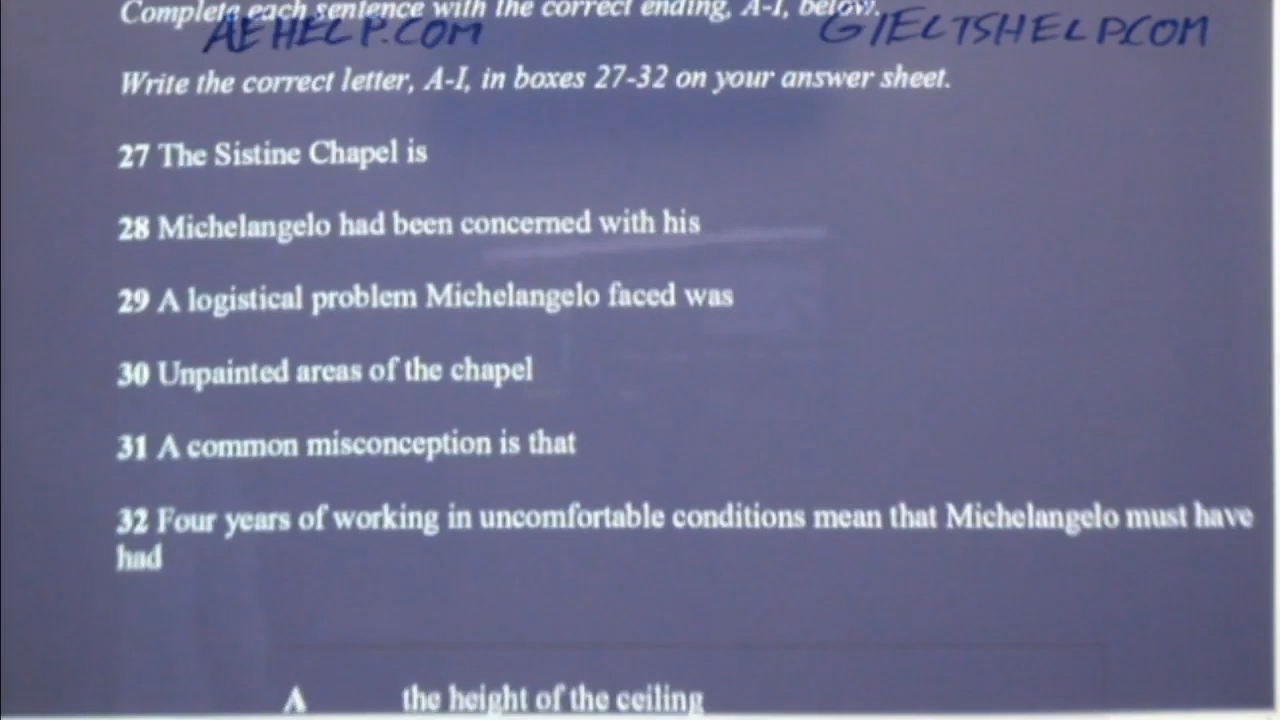 Complete each sentence with the correct ending, A-I, below.
AEHELP.COM GIELTSHELP.COM
Write the correct letter, A-I, in boxes 27-32 on your answer sheet.
27 The Sistine Chapel is
28 Michelangelo had been concerned with his
29 A logistical problem Michelangelo faced was
30 Unpainted areas of the chapel
31 A common misconception is that
32 Four years of working in uncomfortable conditions mean that Michelangelo must have
had
A the height of the ceiling